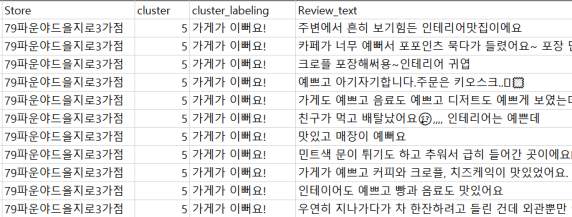 Store cluster cluster_labeling Review_text
79파운야드을지로3가점 5 가게가 이뻐요! 주변에서 흔히 보기힘든 인테리어맛집이에요
79파운야드을지로3가점 5 가게가 이뻐요! 카페가 너무 예뻐서 포포인츠 묵다가 들렸어요~ 포장
79파운야드을지로3가점 5 가게가 이뻐요! 크로플 포장해써용~인테리어 귀엽
79파운야드을지로3가점 5 가게가 이뻐요! 예쁘고 아기자기합니다.주문은 키오스크..
79파운야드을지로3가점 5 가게가 이뻐요! 가게도 예쁘고 음료도 예쁘고 디저트도 예쁘게 보였는데
79파운야드을지로3가점 5 가게가 이뻐요! 친구가 먹고 배탈났어요😥,,,, 인테리어는 예쁜데
79파운야드을지로3가점 5 가게가 이뻐요! 맛있고 매장이 예뻐요
79파운야드을지로3가점 5 가게가 이뻐요! 민트색 문이 튀기도 하고 추워서 급히 들어간 곳이에요
79파운야드을지로3가점 5 가게가 이뻐요! 가게가 예쁘고 커피와 크로플, 치즈케익이 맛있었어요.
79파운야드을지로3가점 5 가게가 이뻐요! 인테이어도 예쁘고 빵과 음료도 맛있어요
79파운야드을지로3가점 5 가게가 이뻐요! 우연히 지나가다가 차 한잔하려고 들린 건데 외관뿐만